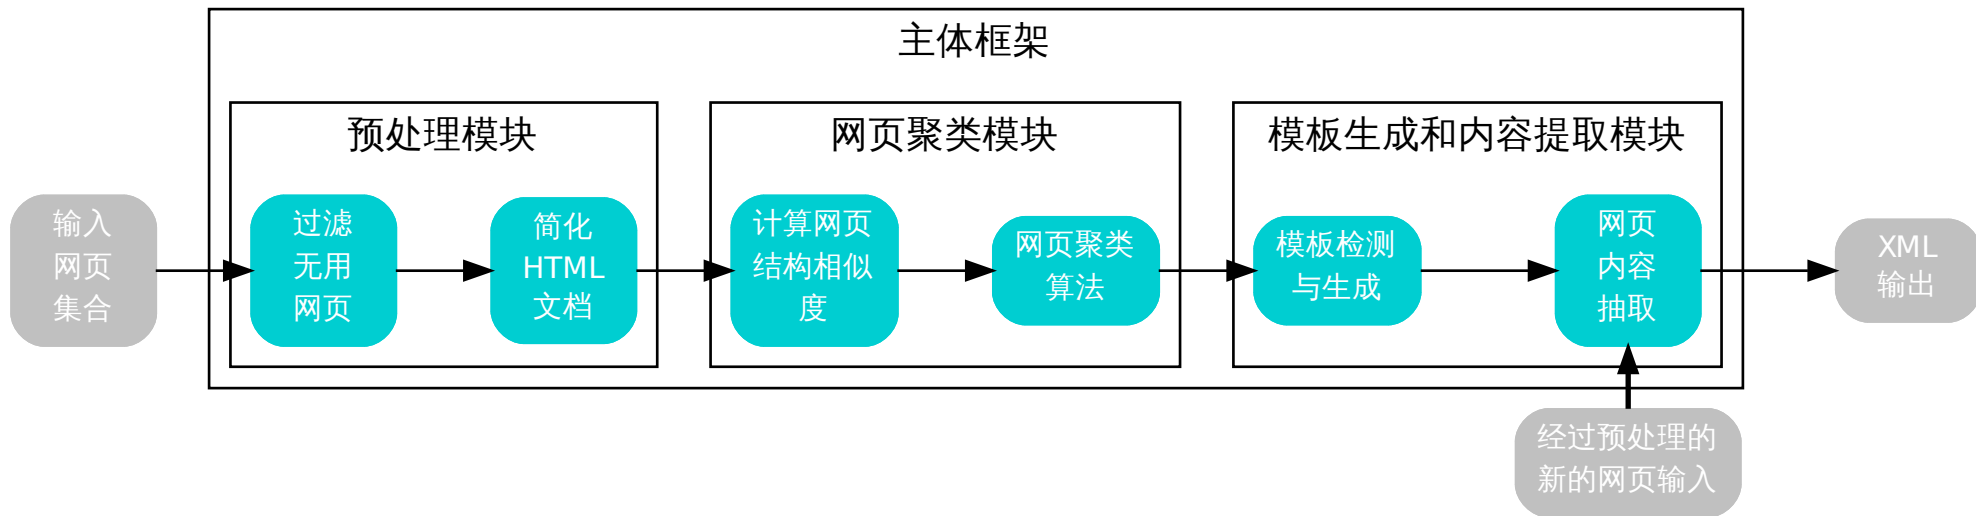 主体框架
预处理模块
网页聚类模块
模板生成和内容提取模块
输入
网页
集合
过滤
无用
网页
简化
HTML
文档
计算网页
结构相似
度
网页聚类
算法
模板检测
与生成
网页
内容
抽取
XML
输出
经过预处理的
新的网页输入